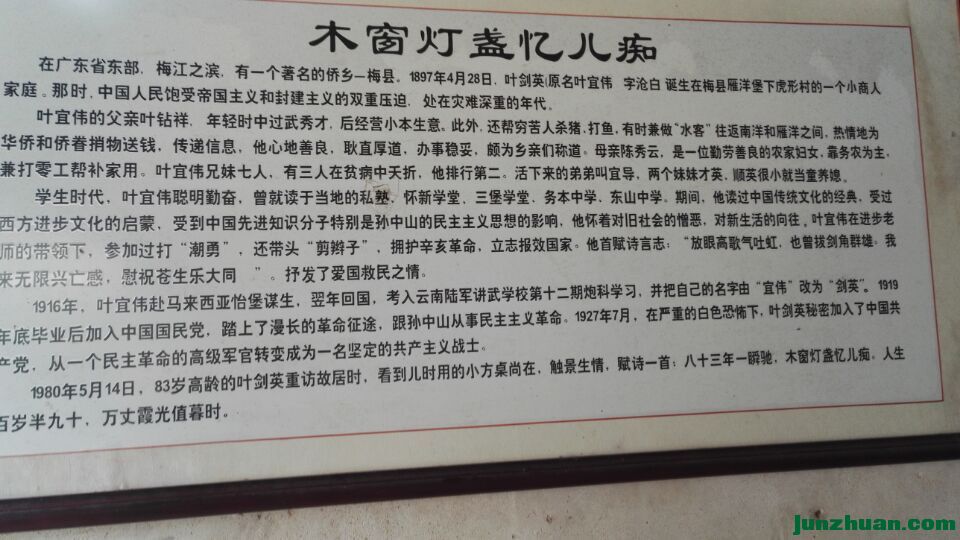 木窗灯盏忆儿痴
在广东省东部，梅江之滨，有一个著名的侨乡—梅县。1897年4月28日，叶剑英(原名叶宜伟 字沧白 诞生在梅县雁洋堡下虎形村的一个小商人
家庭。那时，中国人民饱受帝国主义和封建主义的双重压迫，处在灾难深重的年代。
叶宜伟的父亲叶钻祥，年轻时中过武秀才，后经营小本生意。此外，还帮穷苦人杀猪，打鱼，有时兼做“水客”往返南洋和雁洋之间，热情地为
华侨和侨眷捎物送钱，传递信息，他心地善良，耿直厚道，办事稳妥，颇为乡亲们称道。母亲陈秀云，是一位勤劳善良的农家妇女，靠务农为主，
兼打零工帮补家用。叶宜伟兄妹七人，有三人在贫病中夭折，他排行第二。活下来的弟弟叫宜导，两个妹妹才英、顺英很小就当童养媳。
学生时代，叶宜伟聪明勤奋，曾就读于当地的私塾、怀新学堂、三堡学堂、务本中学、东山中学。期间，他读过中国传统文化的经典，受过
西方进步文化的启蒙，受到中国先进知识分子特别是孙中山的民主主义思想的影响，他怀着对旧社会的憎恶，对新生活的向往。叶宜伟在进步老
师的带领下，参加过打“潮勇”，还带头“剪辫子”，拥护辛亥革命，立志报效国家。他首赋诗言志：“放眼高歌气吐虹，也曾拔剑角群雄；我
来无限兴亡感，慰祝苍生乐大同 ”。抒发了爱国救民之情。
1916年，叶宜伟赴马来西亚怡堡谋生，翌年回国，考入云南陆军讲武学校第十二期炮科学习，并把自己的名字由“宜伟”改为“剑英”。1919
年底毕业后加入中国国民党，踏上了漫长的革命征途，跟孙中山从事民主主义革命。1927年7月，在严重的白色恐怖下，叶剑英秘密加入了中国共
产党，从一个民主革命的高级军官转变成为一名坚定的共产主义战士。
1980年5月14日，83岁高龄的叶剑英重访故居时，看到儿时用的小方桌尚在，触景生情，赋诗一首：八十三年一瞬驰，木窗灯盏忆儿痴。人生
百岁半九十，万丈霞光值暮时。
junzhuan.com